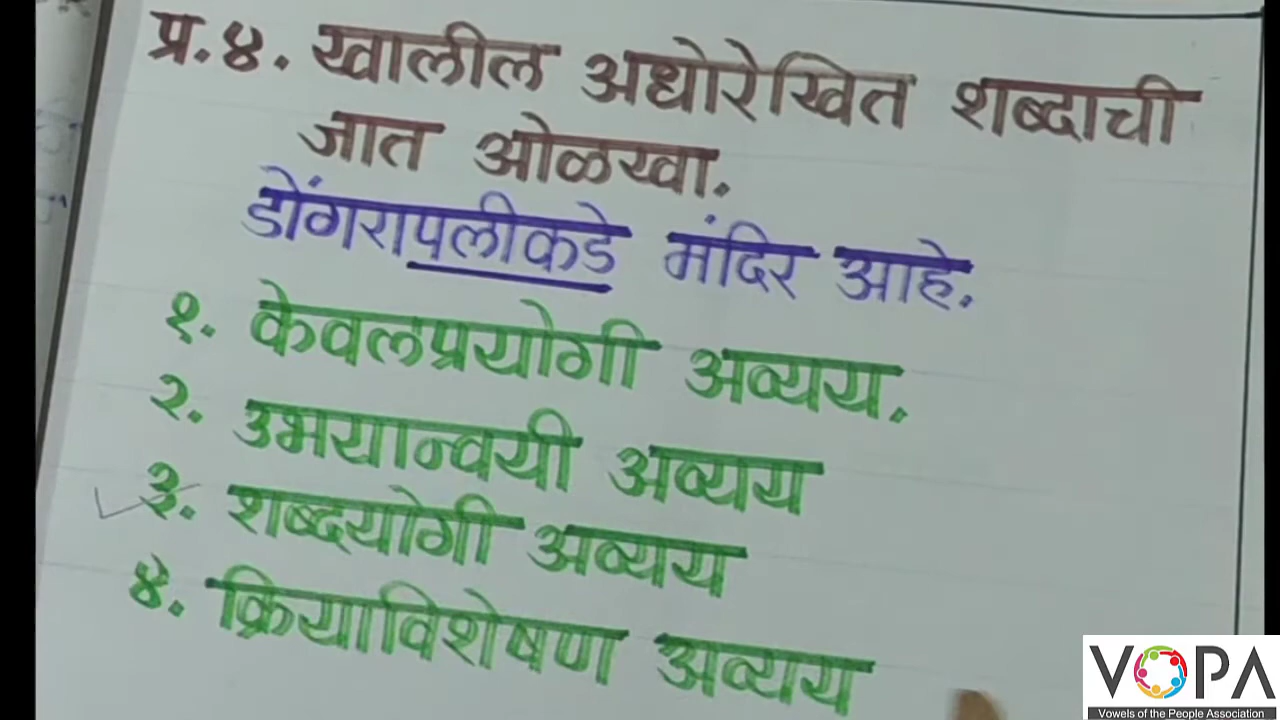 प्र.४. खालील अधोरेखित शब्दाची
जात ओळखा.
डोंगरापलीकडे मंदिर आहे.
१. केवलप्रयोगी अव्यय.
२. उभयान्वयी अव्यय
३. शब्दयोगी अव्यय
४. क्रियाविशेषण अव्यय
VOPA
Vowels of the People Association